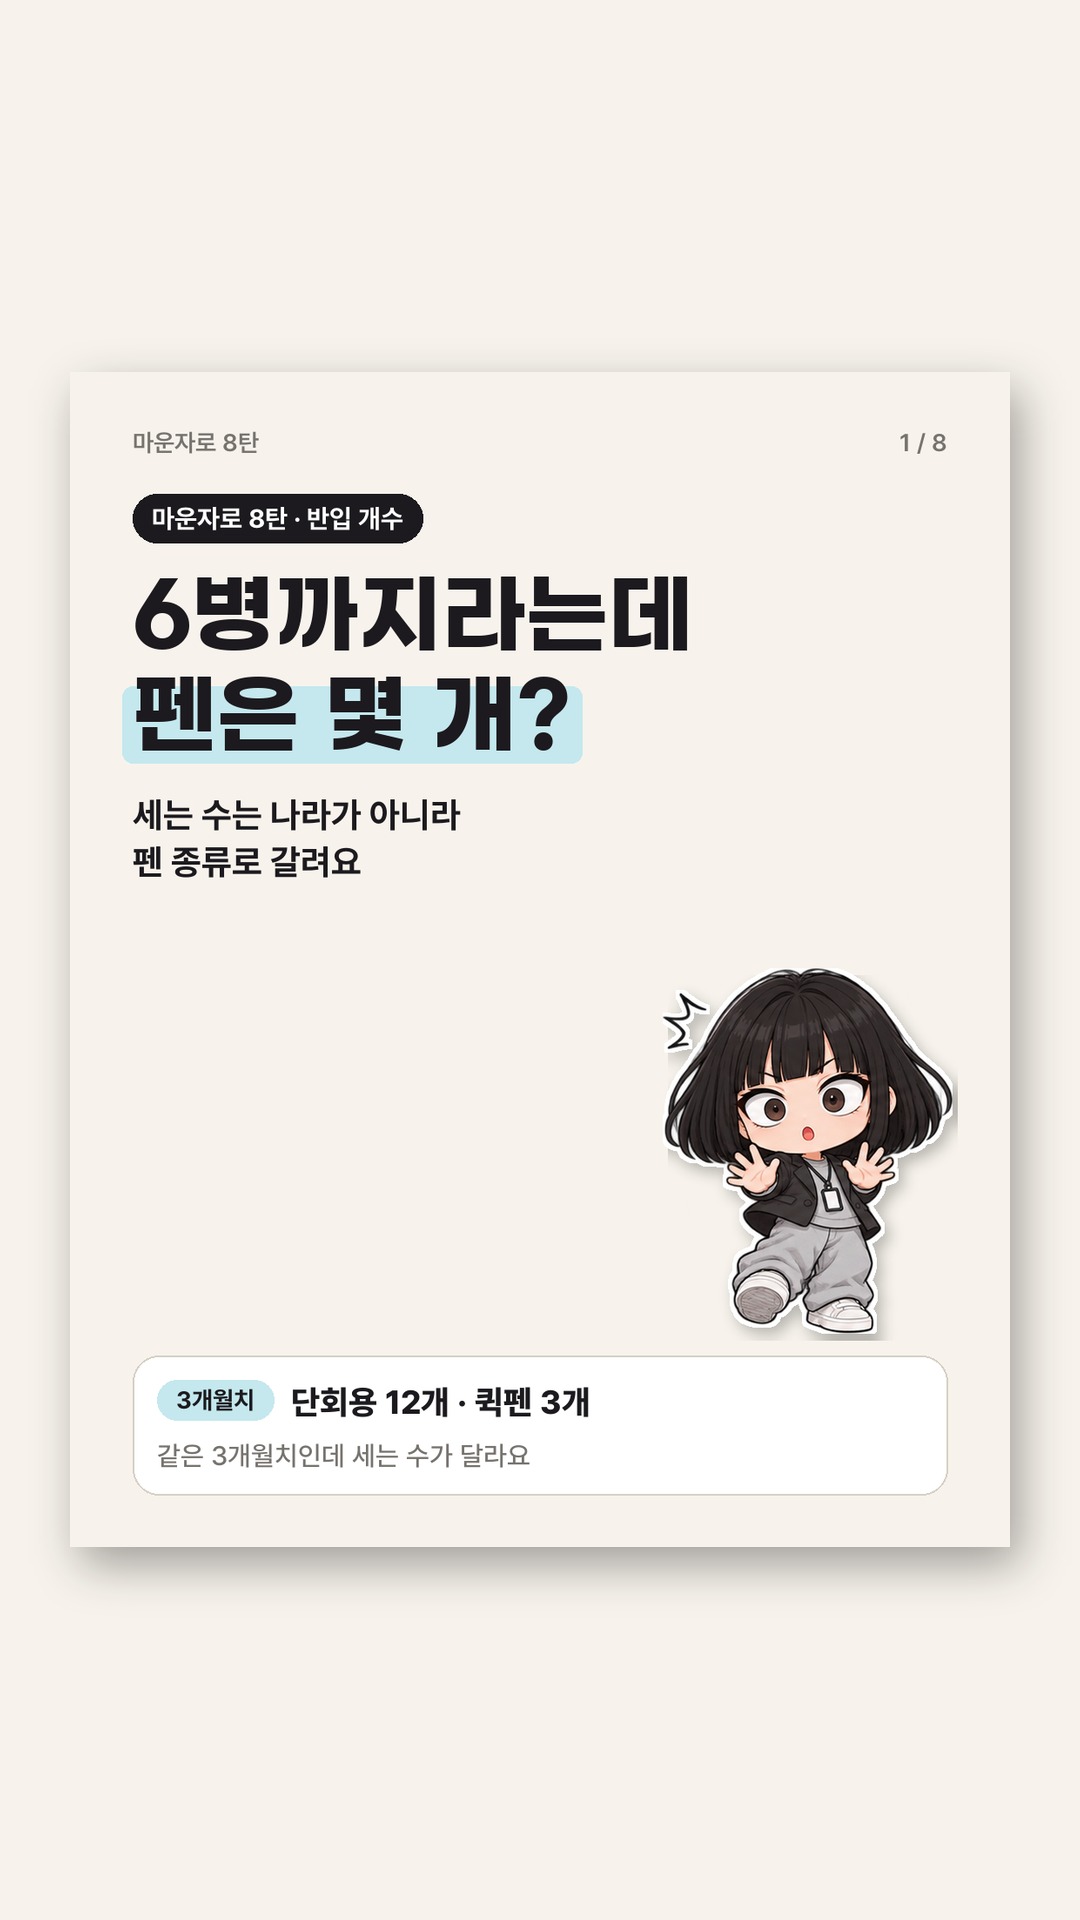 마운자로 8탄
1 / 8
마운자로 8탄 · 반입 개수
6병까지라는데
펜은 몇 개?
세는 수는 나라가 아니라
펜 종류로 갈려요
3개월치 단회용 12개 · 퀵펜 3개
같은 3개월치인데 세는 수가 달라요